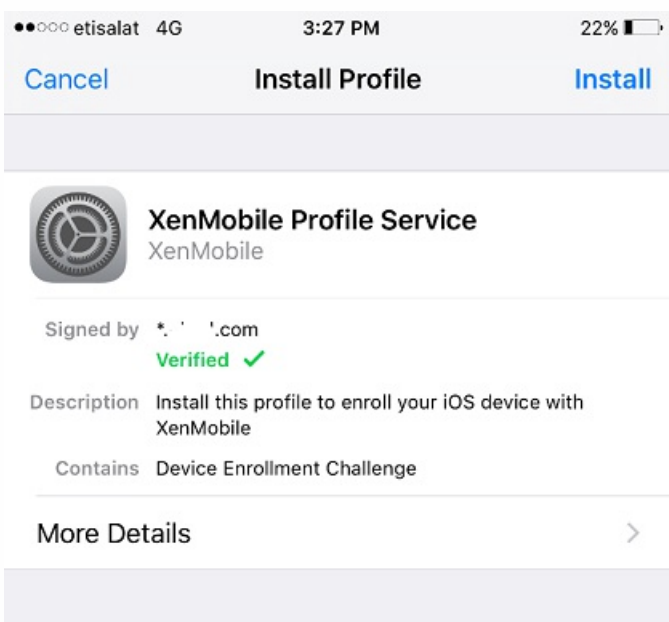 etisalat 4G 3:27 PM 22%
Cancel Install Profile Install
XenMobile Profile Service
XenMobile
Signed by *. .com
Verified ✓
Description Install this profile to enroll your iOS device with
XenMobile
Contains Device Enrollment Challenge
More Details